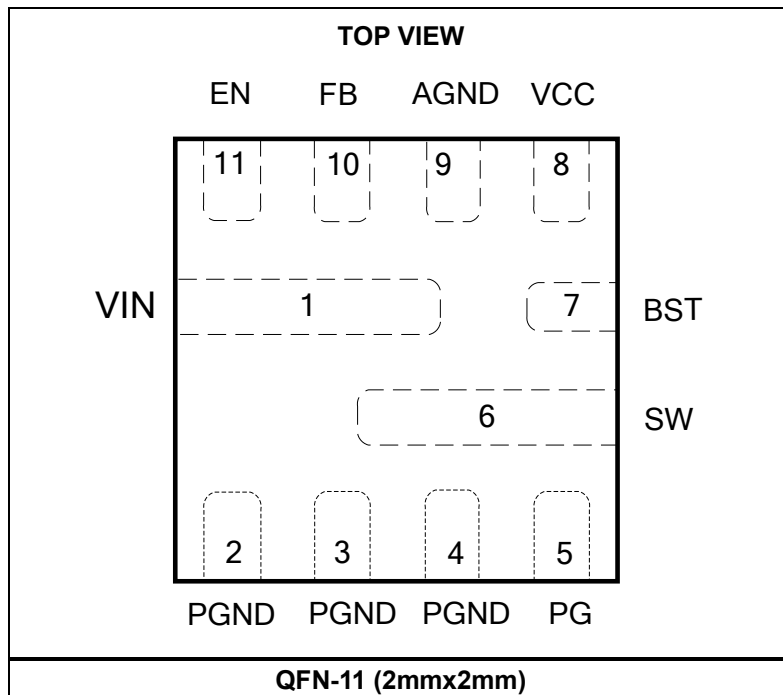 TOP VIEW
EN FB AGND VCC
11 10 9 8
VIN 1 7 BST
6 SW
2 3 4 5
PGND PGND PGND PG
QFN-11 (2mmx2mm)